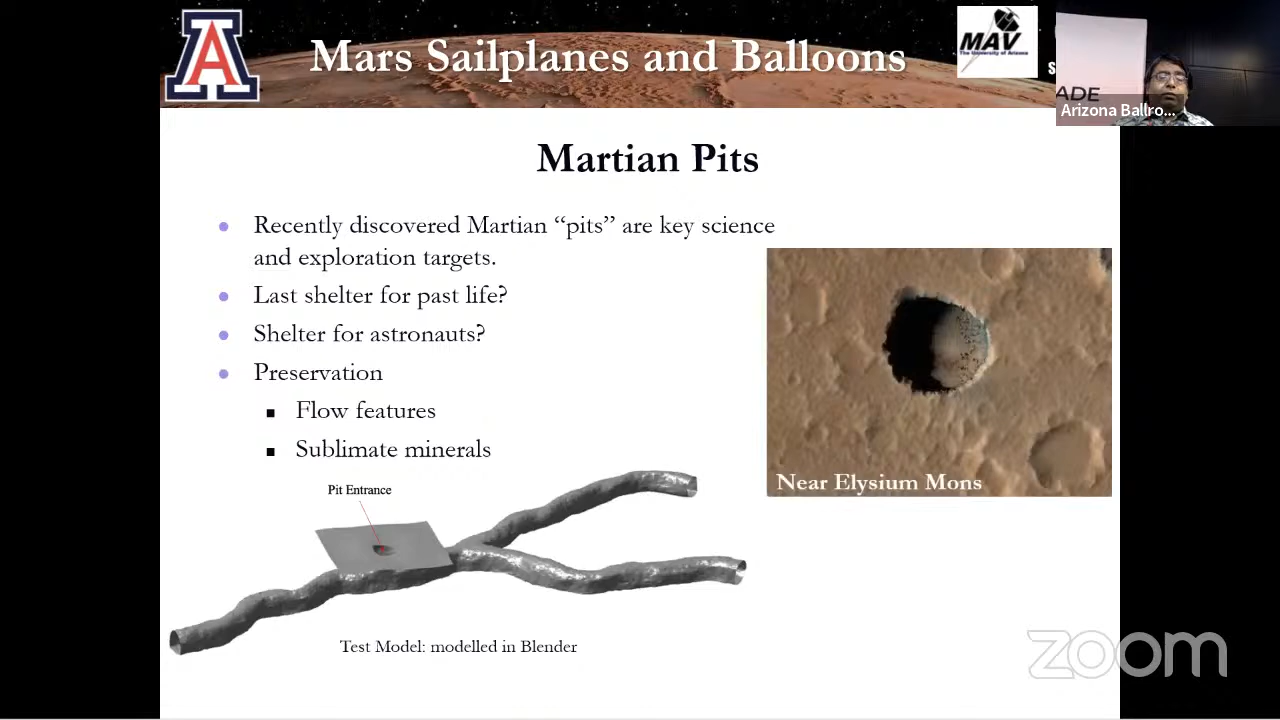 A
Mars Sailplanes and Balloons
MAV
The University of Arizona
S
ADE
Arizona Ballro...
Martian Pits
Recently discovered Martian “pits” are key science
and exploration targets.
Last shelter for past life?
Shelter for astronauts?
Preservation
Flow features
Sublimate minerals
Near Elysium Mons
Pit Entrance
Test Model: modelled in Blender
zoom